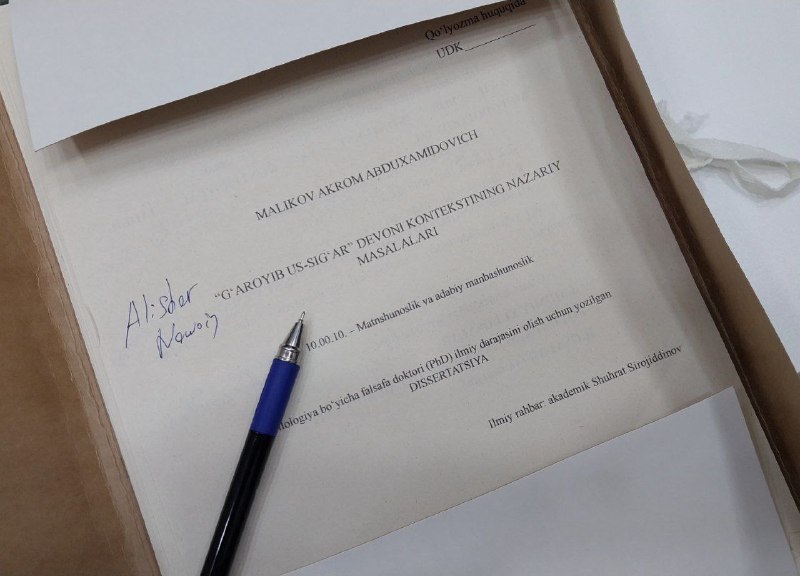 Qo‘lyozma huquqida
UDK___________
MALIKOV AKROM ABDUXAMIDOVICH
“G‘AROYIB US-SIG‘AR” DEVONI KONTEKSTINING NAZARIY
MASALALARI
Alisher
Navoiy
10.00.10. – Matnshunoslik va adabiy manbashunoslik
lologiya bo‘yicha falsafa doktori (PhD) ilmiy darajasini olish uchun yozilgan
DISSERTATSIYA
Ilmiy rahbar: akademik Shuhrat Sirojiddinov